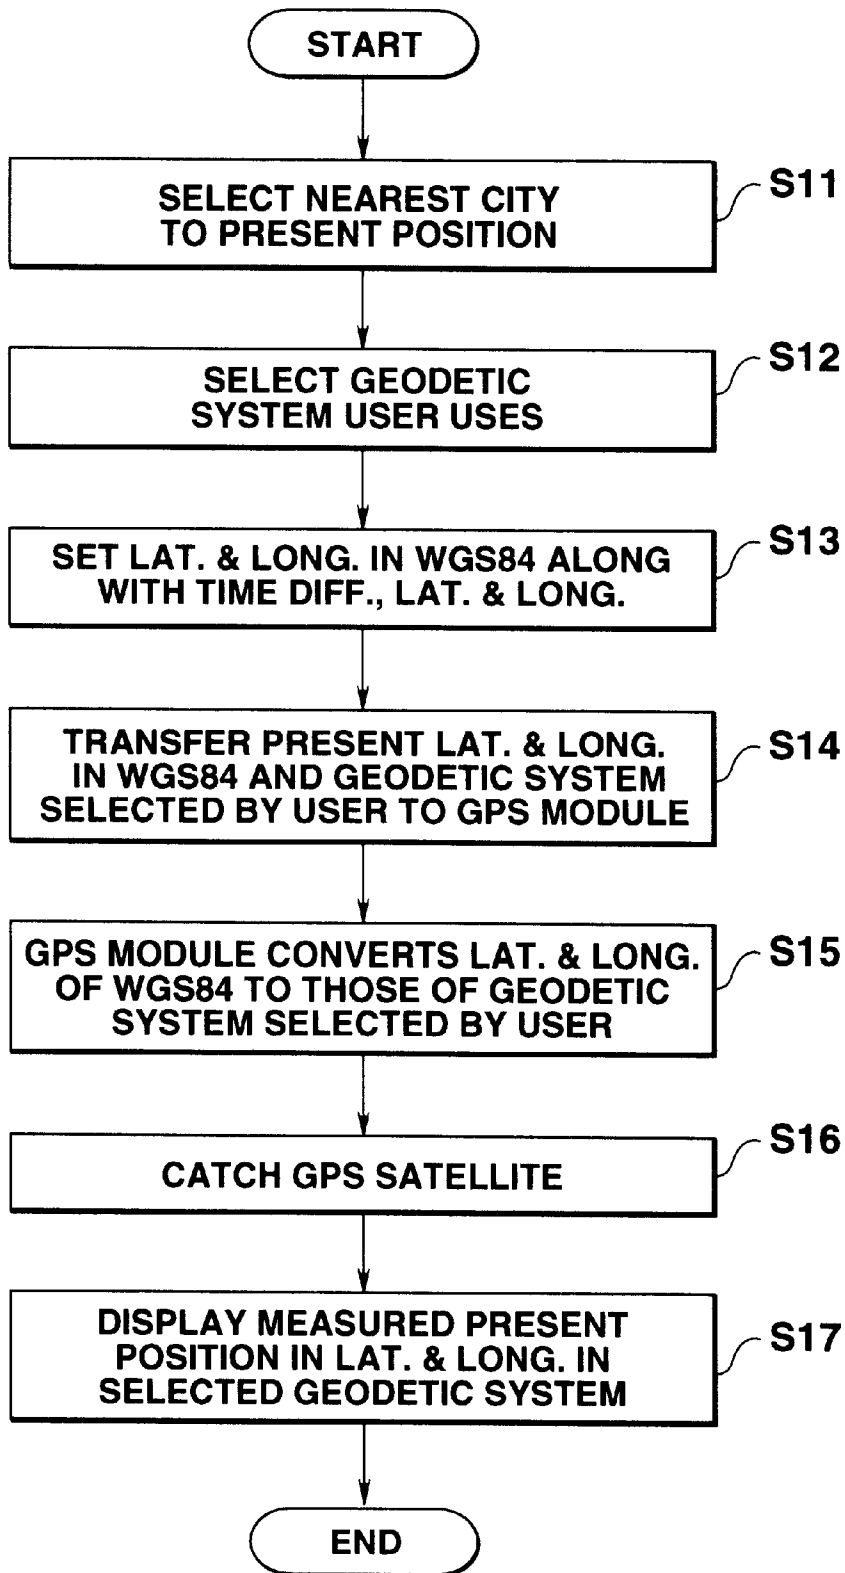 START
S11
SELECT NEAREST CITY
TO PRESENT POSITION
S12
SELECT GEODETIC
SYSTEM USER USES
S13
SET LAT. & LONG. IN WGS84 ALONG
WITH TIME DIFF., LAT. & LONG.
S14
TRANSFER PRESENT LAT. & LONG.
IN WGS84 AND GEODETIC SYSTEM
SELECTED BY USER TO GPS MODULE
S15
GPS MODULE CONVERTS LAT. & LONG.
OF WGS84 TO THOSE OF GEODETIC
SYSTEM SELECTED BY USER
S16
CATCH GPS SATELLITE
S17
DISPLAY MEASURED PRESENT
POSITION IN LAT. & LONG. IN
SELECTED GEODETIC SYSTEM
END